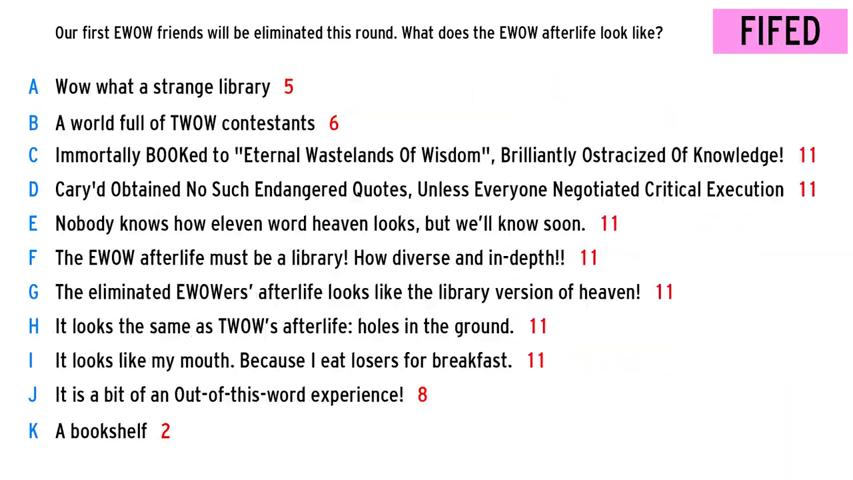 Our first EWOW friends will be eliminated this round. What does the EWOW afterlife look like?
FIFED
A Wow what a strange library 5
B A world full of TWOW contestants 6
C Immortally BOOKed to "Eternal Wastelands Of Wisdom", Brilliantly Ostracized Of Knowledge! 11
D Cary'd Obtained No Such Endangered Quotes, Unless Everyone Negotiated Critical Execution 11
E Nobody knows how eleven word heaven looks, but we'll know soon. 11
F The EWOW afterlife must be a library! How diverse and in-depth!! 11
G The eliminated EWOWers’ afterlife looks like the library version of heaven! 11
H It looks the same as TWOW’s afterlife: holes in the ground. 11
I It looks like my mouth. Because I eat losers for breakfast. 11
J It is a bit of an Out-of-this-word experience! 8
K A bookshelf 2